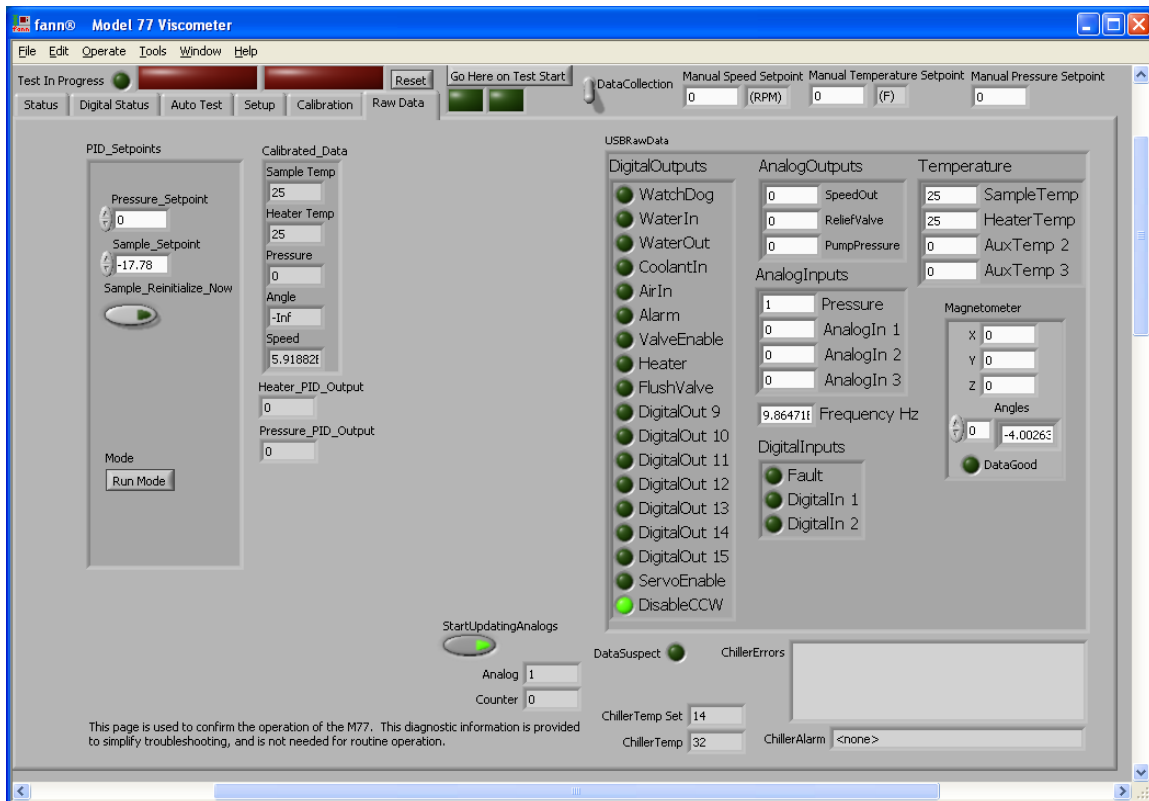 fann® Model 77 Viscometer
File Edit Operate Tools Window Help
Test In Progress
Reset
Go Here on Test Start
DataCollection
Manual Speed Setpoint
0 (RPM)
Manual Temperature Setpoint
0 (F)
Manual Pressure Setpoint
0
Status Digital Status Auto Test Setup Calibration Raw Data
PID_Setpoints
Pressure_Setpoint
0
Sample_Setpoint
-17.78
Sample_Reinitialize_Now
Mode
Run Mode
Calibrated_Data
Sample Temp
25
Heater Temp
25
Pressure
0
Angle
-Inf
Speed
5.91882E
Heater_PID_Output
0
Pressure_PID_Output
0
USBRawData
DigitalOutputs
WatchDog
WaterIn
WaterOut
CoolantIn
AirIn
Alarm
ValveEnable
Heater
FlushValve
DigitalOut 9
DigitalOut 10
DigitalOut 11
DigitalOut 12
DigitalOut 13
DigitalOut 14
DigitalOut 15
ServoEnable
DisableCCW
AnalogOutputs
0 SpeedOut
0 ReliefValve
0 PumpPressure
AnalogInputs
1 Pressure
0 AnalogIn 1
0 AnalogIn 2
0 AnalogIn 3
9.86471E Frequency Hz
DigitalInputs
Fault
DigitalIn 1
DigitalIn 2
Temperature
25 SampleTemp
25 HeaterTemp
0 AuxTemp 2
0 AuxTemp 3
Magnetometer
X 0
Y 0
Z 0
Angles
0 -4.00263
DataGood
StartUpdatingAnalogs
Analog 1
Counter 0
This page is used to confirm the operation of the M77. This diagnostic information is provided
to simplify troubleshooting, and is not needed for routine operation.
DataSuspect
ChillerErrors
ChillerTemp Set 14
ChillerTemp 32
ChillerAlarm <none>